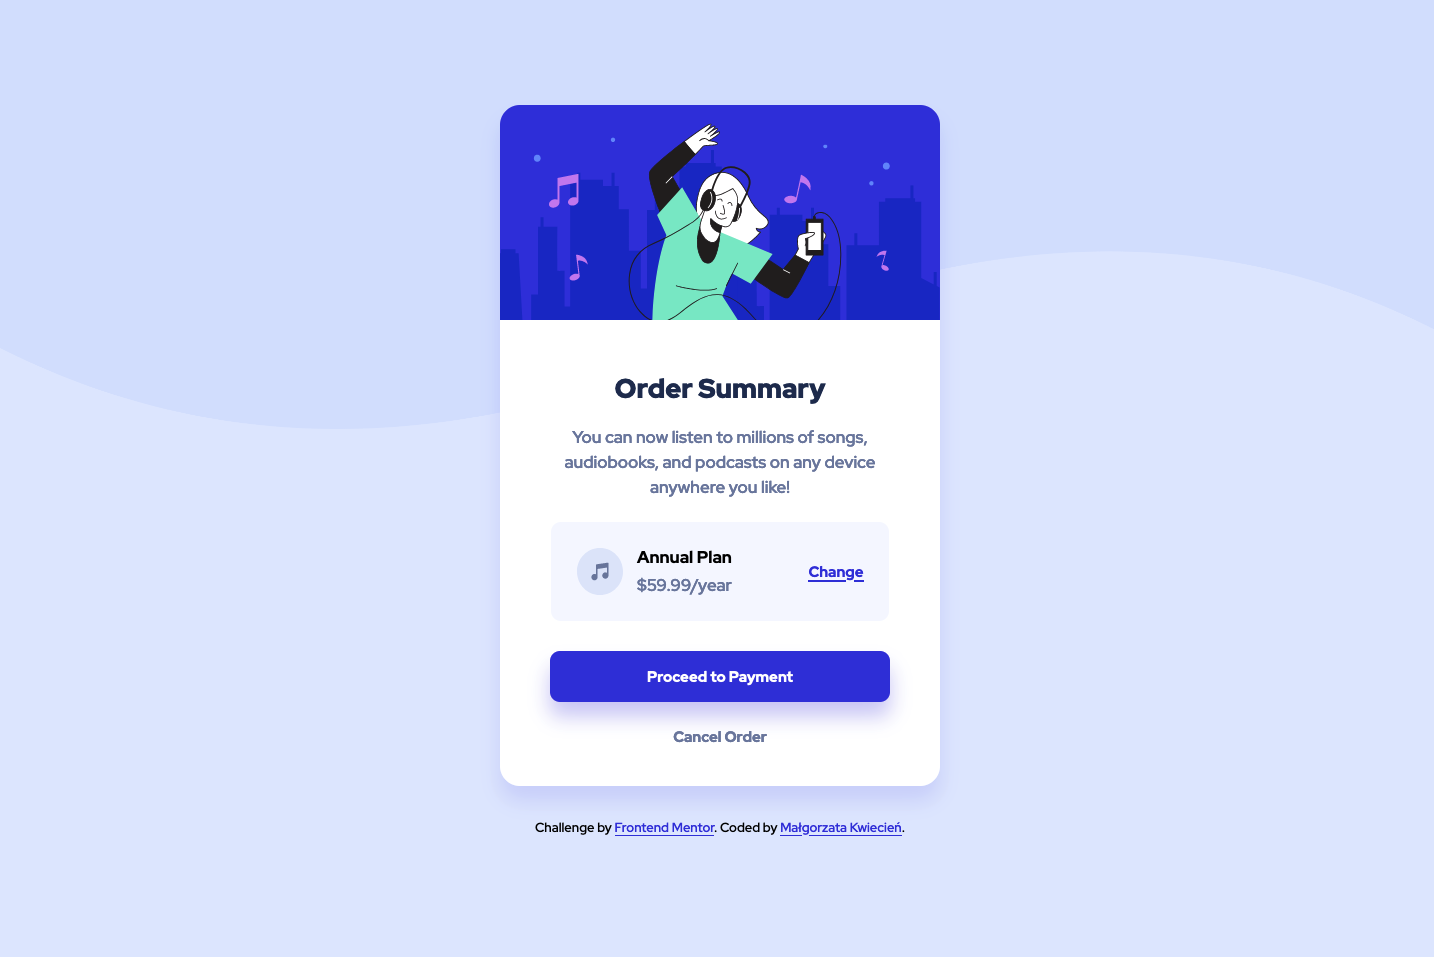 Order Summary
You can now listen to millions of songs,
audiobooks, and podcasts on any device
anywhere you like!
Annual Plan
$59.99/year
Change
Proceed to Payment
Cancel Order
Challenge by Frontend Mentor. Coded by Małgorzata Kwiecień.